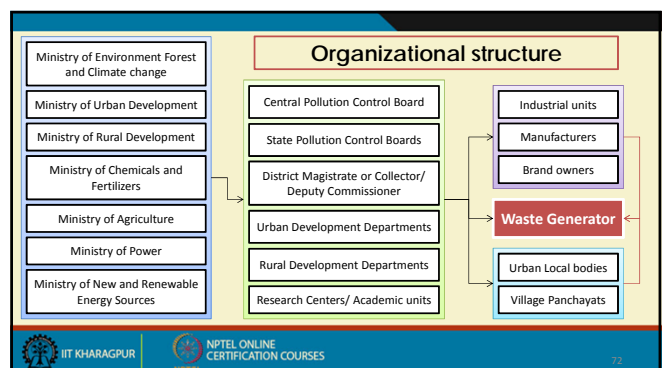 Organizational structure
Ministry of Environment Forest
and Climate change
Ministry of Urban Development
Ministry of Rural Development
Ministry of Chemicals and
Fertilizers
Ministry of Agriculture
Ministry of Power
Ministry of New and Renewable
Energy Sources
Central Pollution Control Board
State Pollution Control Boards
District Magistrate or Collector/
Deputy Commissioner
Urban Development Departments
Rural Development Departments
Research Centers/ Academic units
Industrial units
Manufacturers
Brand owners
Waste Generator
Urban Local bodies
Village Panchayats
IIT KHARAGPUR
NPTEL ONLINE
CERTIFICATION COURSES
72